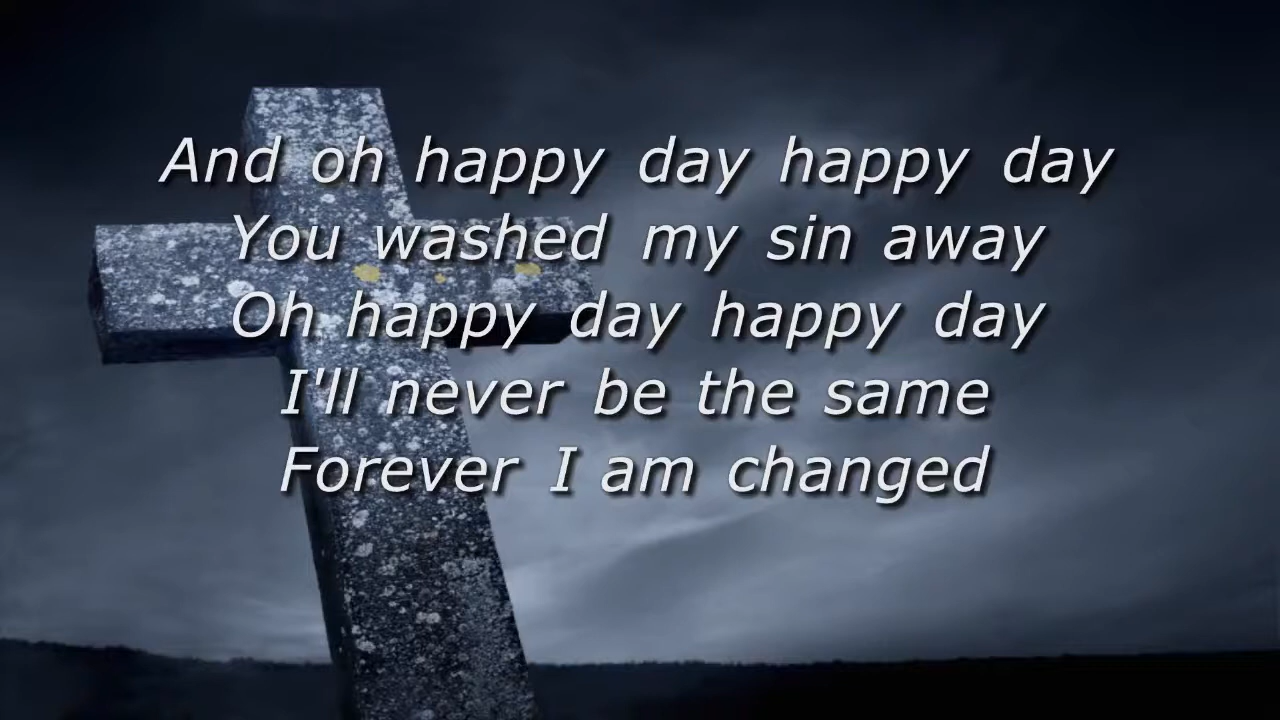 And oh happy day happy day
You washed my sin away
Oh happy day happy day
I'll never be the same
Forever I am changed